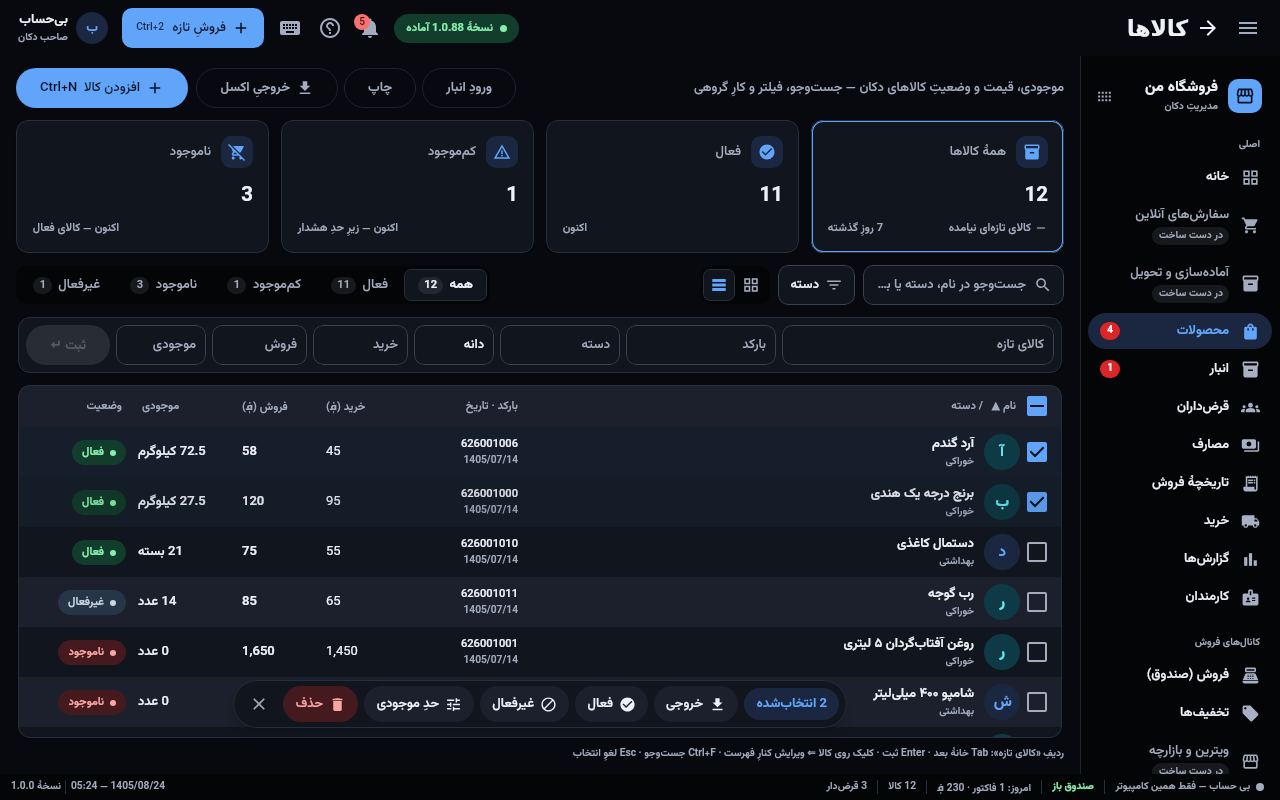 کالاها
نسخهٔ 1.0.88 آماده
5
فروشِ تازه Ctrl+2
ب
بی‌حساب
صاحب دکان
فروشگاه من
مدیریتِ دکان
اصلی
خانه
سفارش‌های آنلاین
در دست ساخت
آماده‌سازی و تحویل
در دست ساخت
محصولات 4
انبار 1
قرض‌داران
مصارف
تاریخچهٔ فروش
خرید
گزارش‌ها
کارمندان
کانال‌های فروش
فروش (صندوق)
تخفیف‌ها
ویترین و بازارچه
در دست ساخت
موجودی، قیمت و وضعیتِ کالاهای دکان — جست‌وجو، فیلتر و کارِ گروهی
ورودِ انبار
چاپ
خروجیِ اکسل
افزودن کالا Ctrl+N
همهٔ کالاها
12
— کالای تازه‌ای نیامده
7 روزِ گذشته
فعال
11
اکنون
کم‌موجود
1
اکنون — زیرِ حدِ هشدار
ناموجود
3
اکنون — کالای فعال
جست‌وجو در نام، دسته یا ب...
دسته
همه 12
فعال 11
کم‌موجود 1
ناموجود 3
غیرفعال 1
کالای تازه
بارکد
دسته
دانه
خرید
فروش
موجودی
ثبت ↵
نام ▲ / دسته
بارکد · تاریخ
خرید (؋)
فروش (؋)
موجودی
وضعیت
آ
آرد گندم
خوراکی
626001006
1405/07/14
45
58
72.5 کیلوگرم
فعال
ب
برنج درجه یک هندی
خوراکی
626001000
1405/07/14
95
120
27.5 کیلوگرم
فعال
د
دستمال کاغذی
بهداشتی
626001010
1405/07/14
55
75
21 بسته
فعال
ر
رب گوجه
خوراکی
626001011
1405/07/14
65
85
14 عدد
غیرفعال
ر
روغن آفتاب‌گردان ۵ لیتری
خوراکی
626001001
1405/07/14
1,450
1,650
0 عدد
ناموجود
ش
شامپو ۴۰۰ میلی‌لیتر
بهداشتی
0 عدد
ناموجود
2 انتخاب‌شده
خروجی
فعال
غیرفعال
حدِ موجودی
حذف
ردیفِ «کالای تازه»: Tab خانهٔ بعد · Enter ثبت · کلیک روی کالا ⇐ ویرایش کنارِ فهرست · Ctrl+F جست‌وجو · Esc لغوِ انتخاب
بی حساب — فقط همین کامپیوتر
صندوق باز
امروز: 1 فاکتور · 230 ؋
12 کالا
3 قرض‌دار
1405/08/24 — 05:24
نسخهٔ 1.0.0